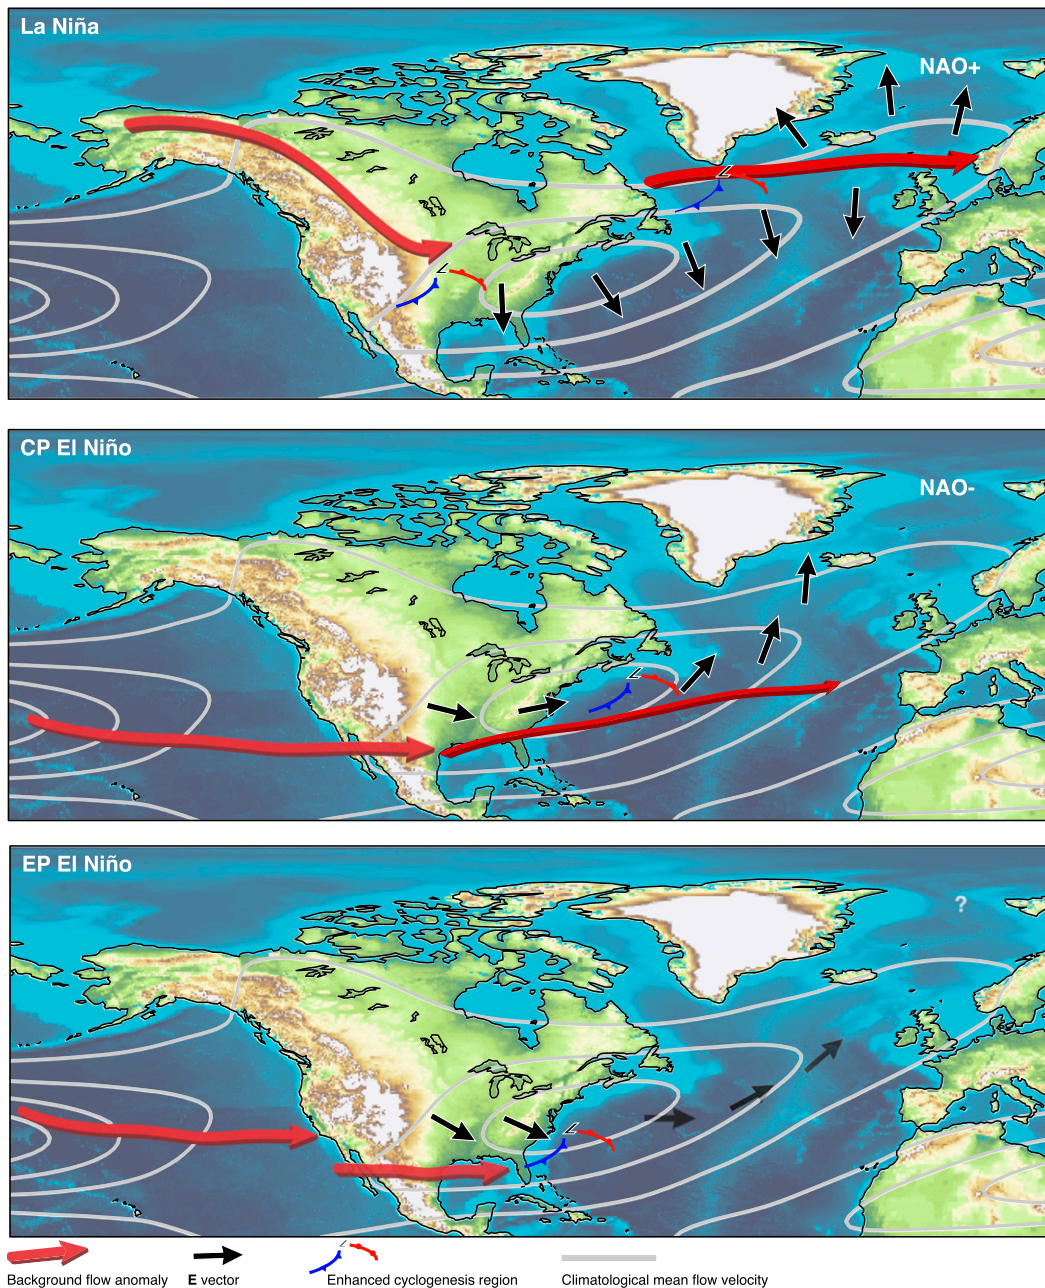 La Niña
NAO+
L
L
CP El Niño
NAO-
L
EP El Niño
?
L
L
Background flow anomaly
E vector
Enhanced cyclogenesis region
Climatological mean flow velocity